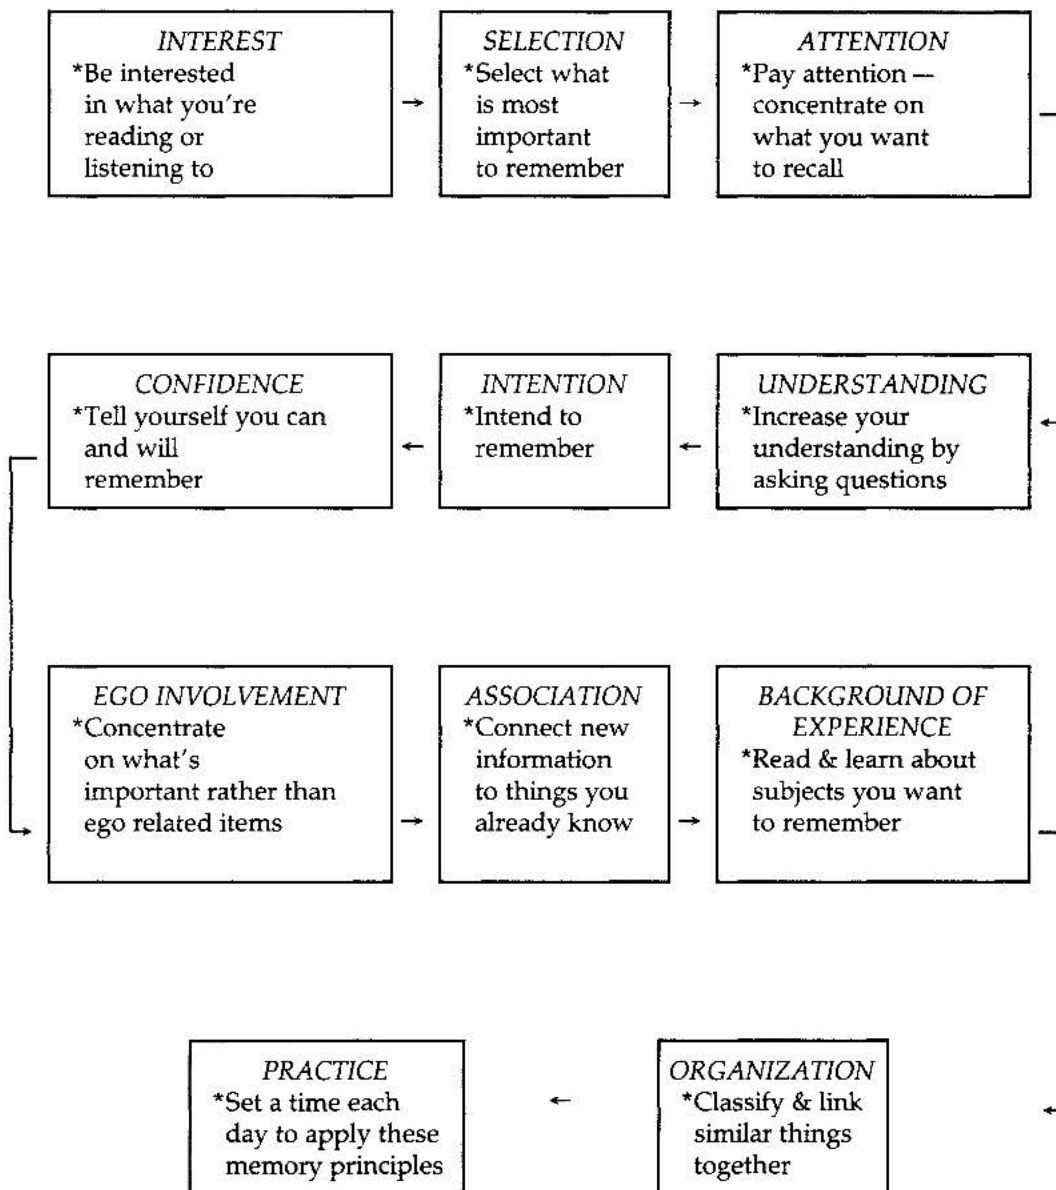 INTEREST
*Be interested
in what you're
reading or
listening to
SELECTION
*Select what
is most
important
to remember
ATTENTION
*Pay attention —
concentrate on
what you want
to recall
UNDERSTANDING
*Increase your
understanding by
asking questions
INTENTION
*Intend to
remember
CONFIDENCE
*Tell yourself you can
and will
remember
EGO INVOLVEMENT
*Concentrate
on what's
important rather than
ego related items
ASSOCIATION
*Connect new
information
to things you
already know
BACKGROUND OF
EXPERIENCE
*Read & learn about
subjects you want
to remember
ORGANIZATION
*Classify & link
similar things
together
PRACTICE
*Set a time each
day to apply these
memory principles